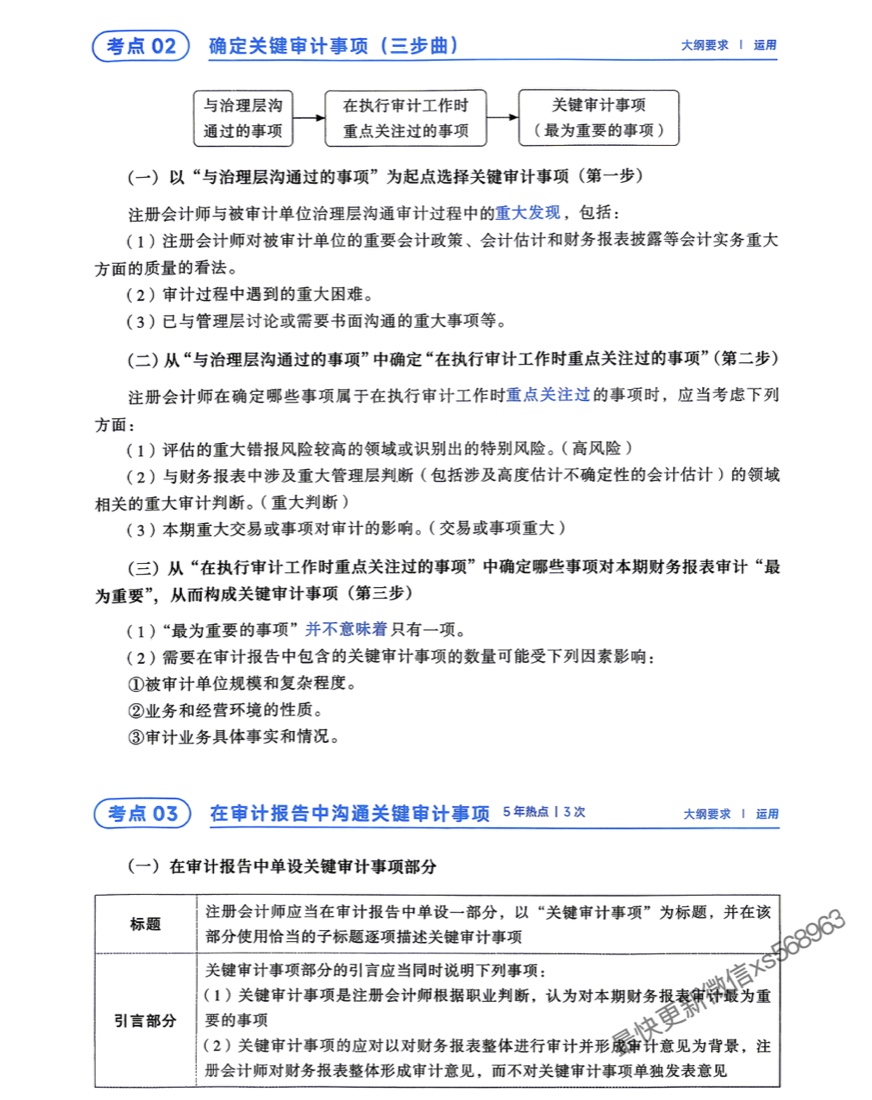 考点 02 确定关键审计事项（三步曲） 大纲要求 | 运用
与治理层沟通过的事项
在执行审计工作时重点关注过的事项
关键审计事项（最为重要的事项）
（一）以“与治理层沟通过的事项”为起点选择关键审计事项（第一步）
注册会计师与被审计单位治理层沟通审计过程中的重大发现，包括：
（1）注册会计师对被审计单位的重要会计政策、会计估计和财务报表披露等会计实务重大
方面的质量的看法。
（2）审计过程中遇到的重大困难。
（3）已与管理层讨论或需要书面沟通的重大事项等。
（二）从“与治理层沟通过的事项”中确定“在执行审计工作时重点关注过的事项”（第二步）
注册会计师在确定哪些事项属于在执行审计工作时重点关注过的事项时，应当考虑下列
方面：
（1）评估的重大错报风险较高的领域或识别出的特别风险。（高风险）
（2）与财务报表中涉及重大管理层判断（包括涉及高度估计不确定性的会计估计）的领域
相关的重大审计判断。（重大判断）
（3）本期重大交易或事项对审计的影响。（交易或事项重大）
（三）从“在执行审计工作时重点关注过的事项”中确定哪些事项对本期财务报表审计“最
为重要”，从而构成关键审计事项（第三步）
（1）“最为重要的事项”并不意味着只有一项。
（2）需要在审计报告中包含的关键审计事项的数量可能受下列因素影响：
①被审计单位规模和复杂程度。
②业务和经营环境的性质。
③审计业务具体事实和情况。
考点 03 在审计报告中沟通关键审计事项 5年热点 | 3次 大纲要求 | 运用
（一）在审计报告中单设关键审计事项部分
标题
注册会计师应当在审计报告中单设一部分，以“关键审计事项”为标题，并在该
部分使用恰当的子标题逐项描述关键审计事项
引言部分
关键审计事项部分的引言应当同时说明下列事项：
（1）关键审计事项是注册会计师根据职业判断，认为对本期财务报表审计最为重
要的事项
（2）关键审计事项的应对以对财务报表整体进行审计并形成审计意见为背景，注
册会计师对财务报表整体形成审计意见，而不对关键审计事项单独发表意见
最快更新微信xs568963